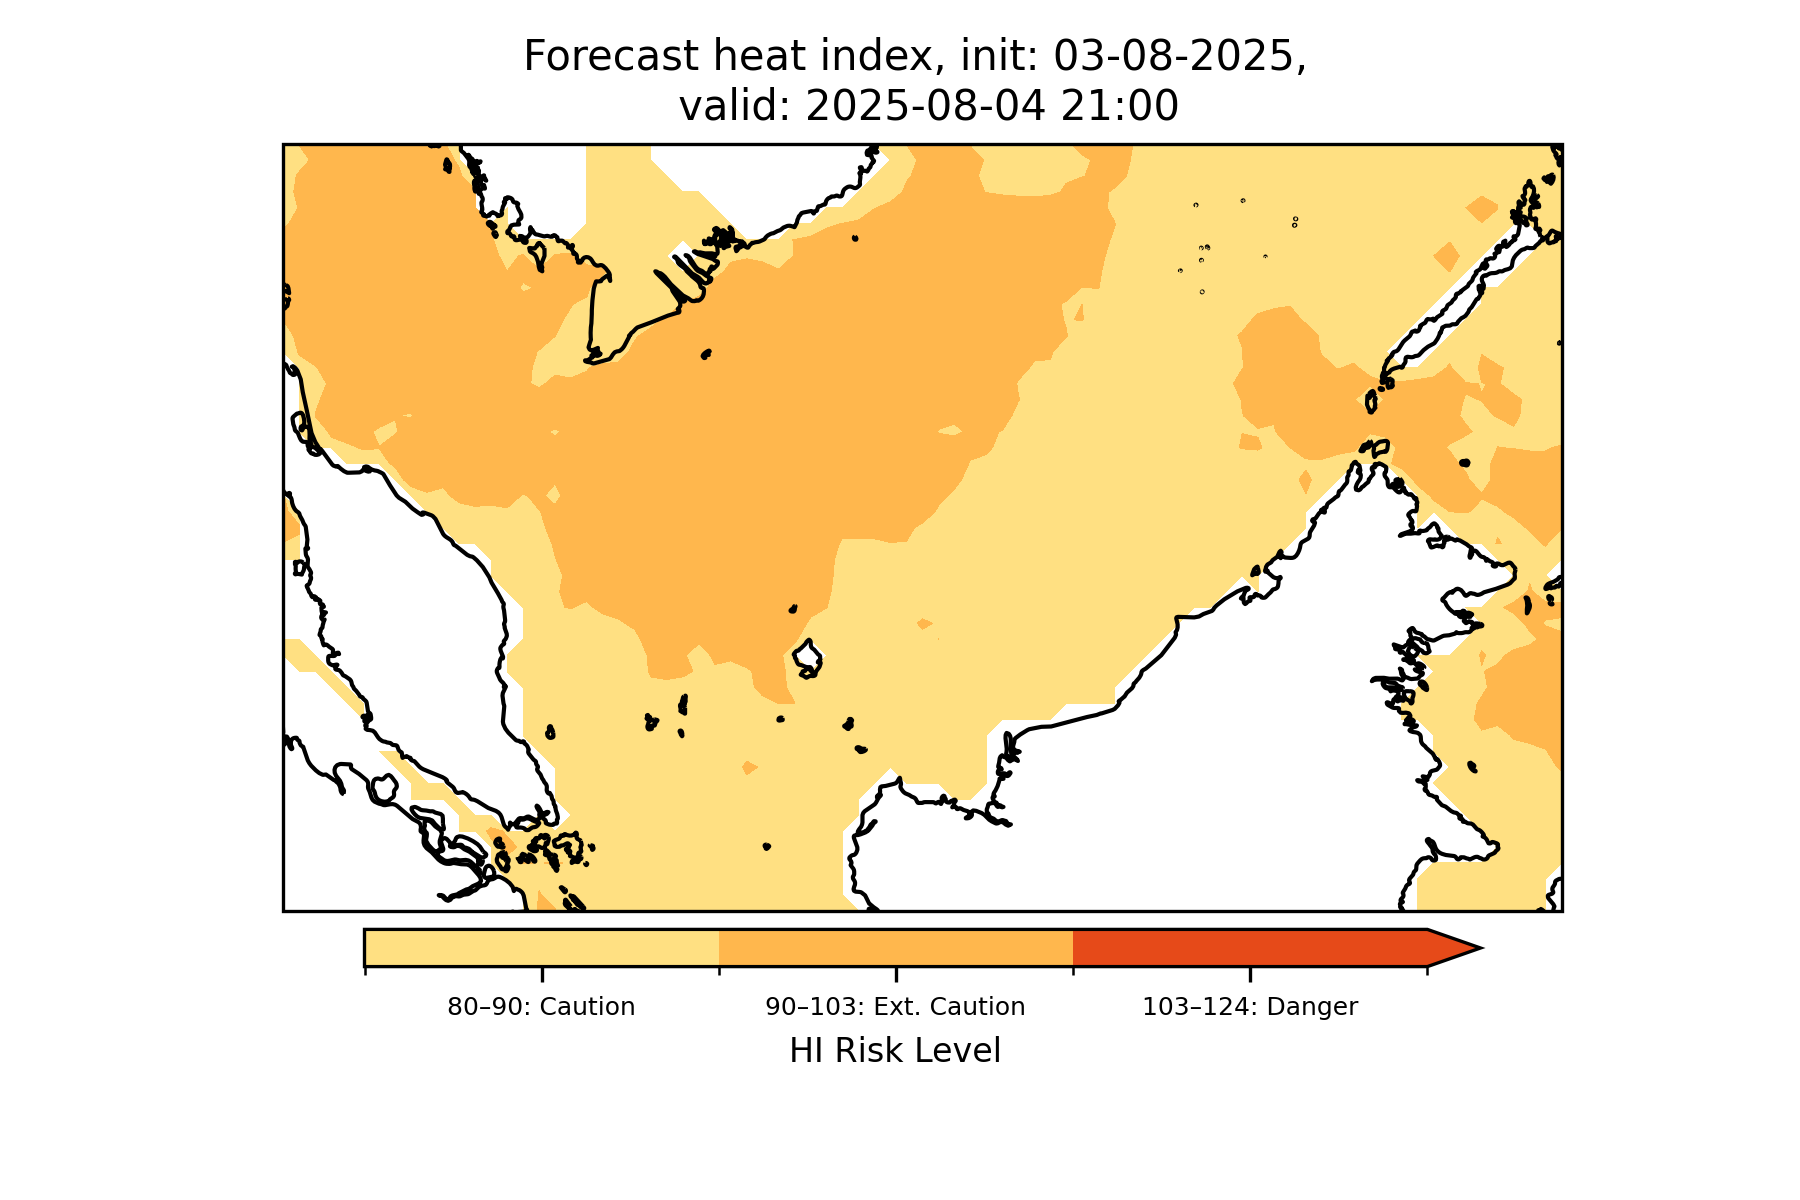 Forecast heat index, init: 03-08-2025,
valid: 2025-08-04 21:00
80–90: Caution
90–103: Ext. Caution
103–124: Danger
HI Risk Level